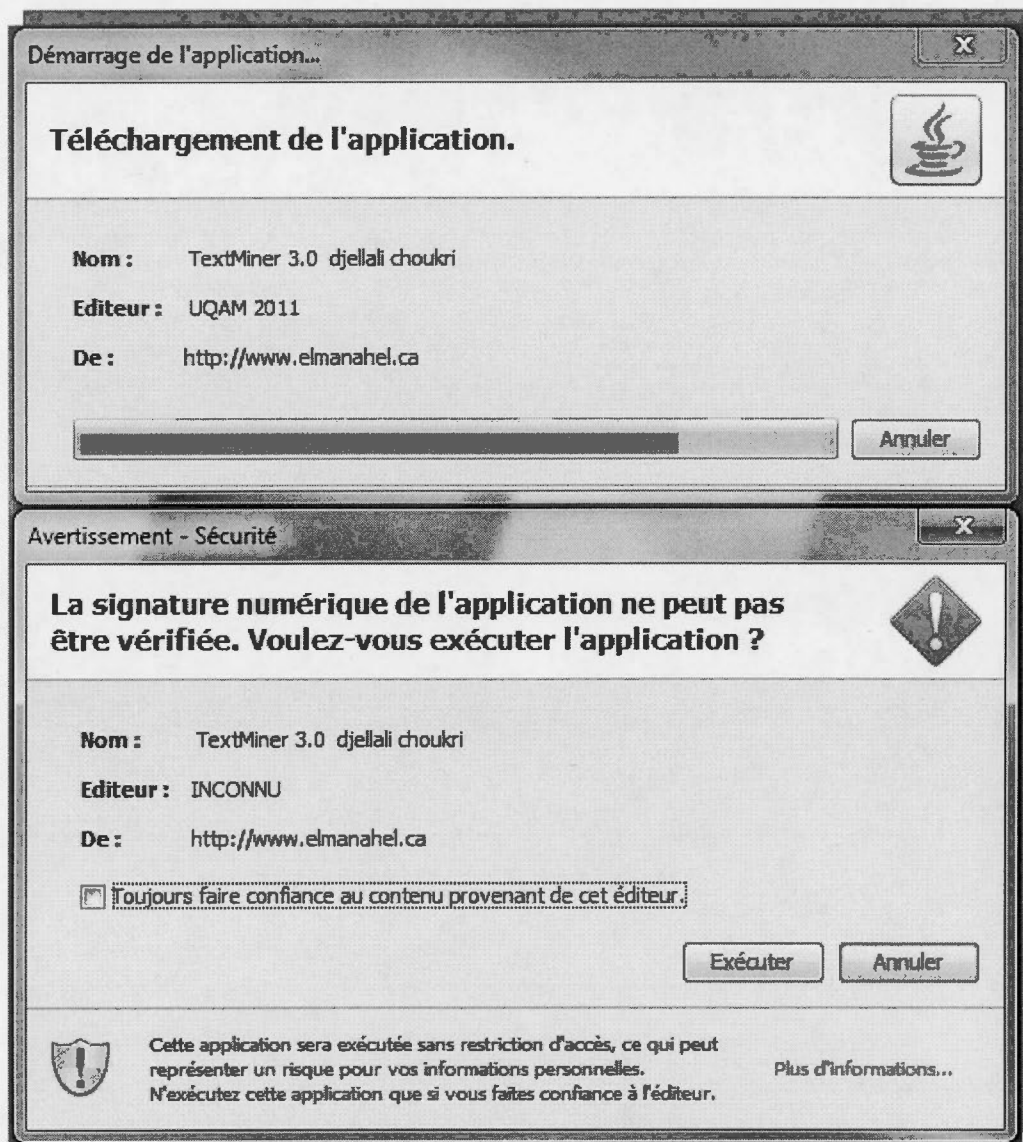 Démarrage de l'application...
Téléchargement de l'application.
Nom : TextMiner 3.0 djellali choukri
Editeur : UQAM 2011
De : http://www.elmanahel.ca
Annuler
Avertissement - Sécurité
La signature numérique de l'application ne peut pas
être vérifiée. Voulez-vous exécuter l'application ?
Nom : TextMiner 3.0 djellali choukri
Editeur : INCONNU
De : http://www.elmanahel.ca
Toujours faire confiance au contenu provenant de cet éditeur.
Exécuter Annuler
Cette application sera exécutée sans restriction d'accès, ce qui peut
représenter un risque pour vos informations personnelles.
N'exécutez cette application que si vous faites confiance à l'éditeur.
Plus d'informations...